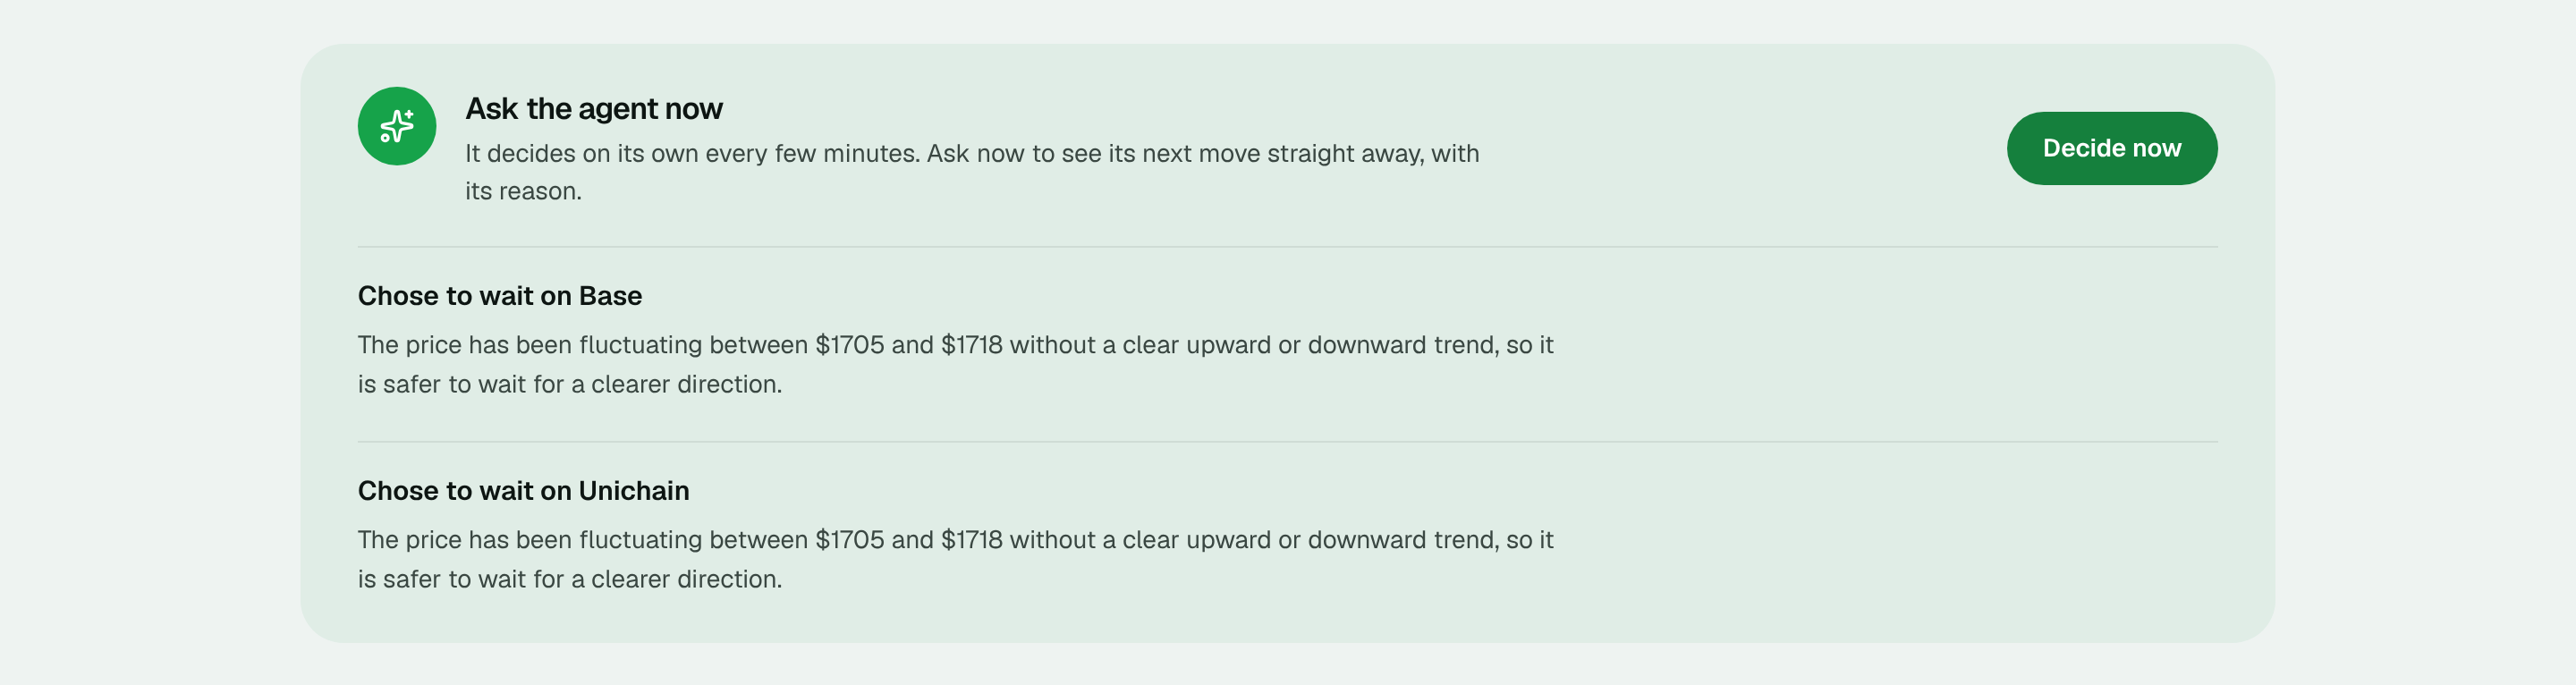 Ask the agent now
It decides on its own every few minutes. Ask now to see its next move straight away, with
its reason.
Decide now
Chose to wait on Base
The price has been fluctuating between $1705 and $1718 without a clear upward or downward trend, so it
is safer to wait for a clearer direction.
Chose to wait on Unichain
The price has been fluctuating between $1705 and $1718 without a clear upward or downward trend, so it
is safer to wait for a clearer direction.